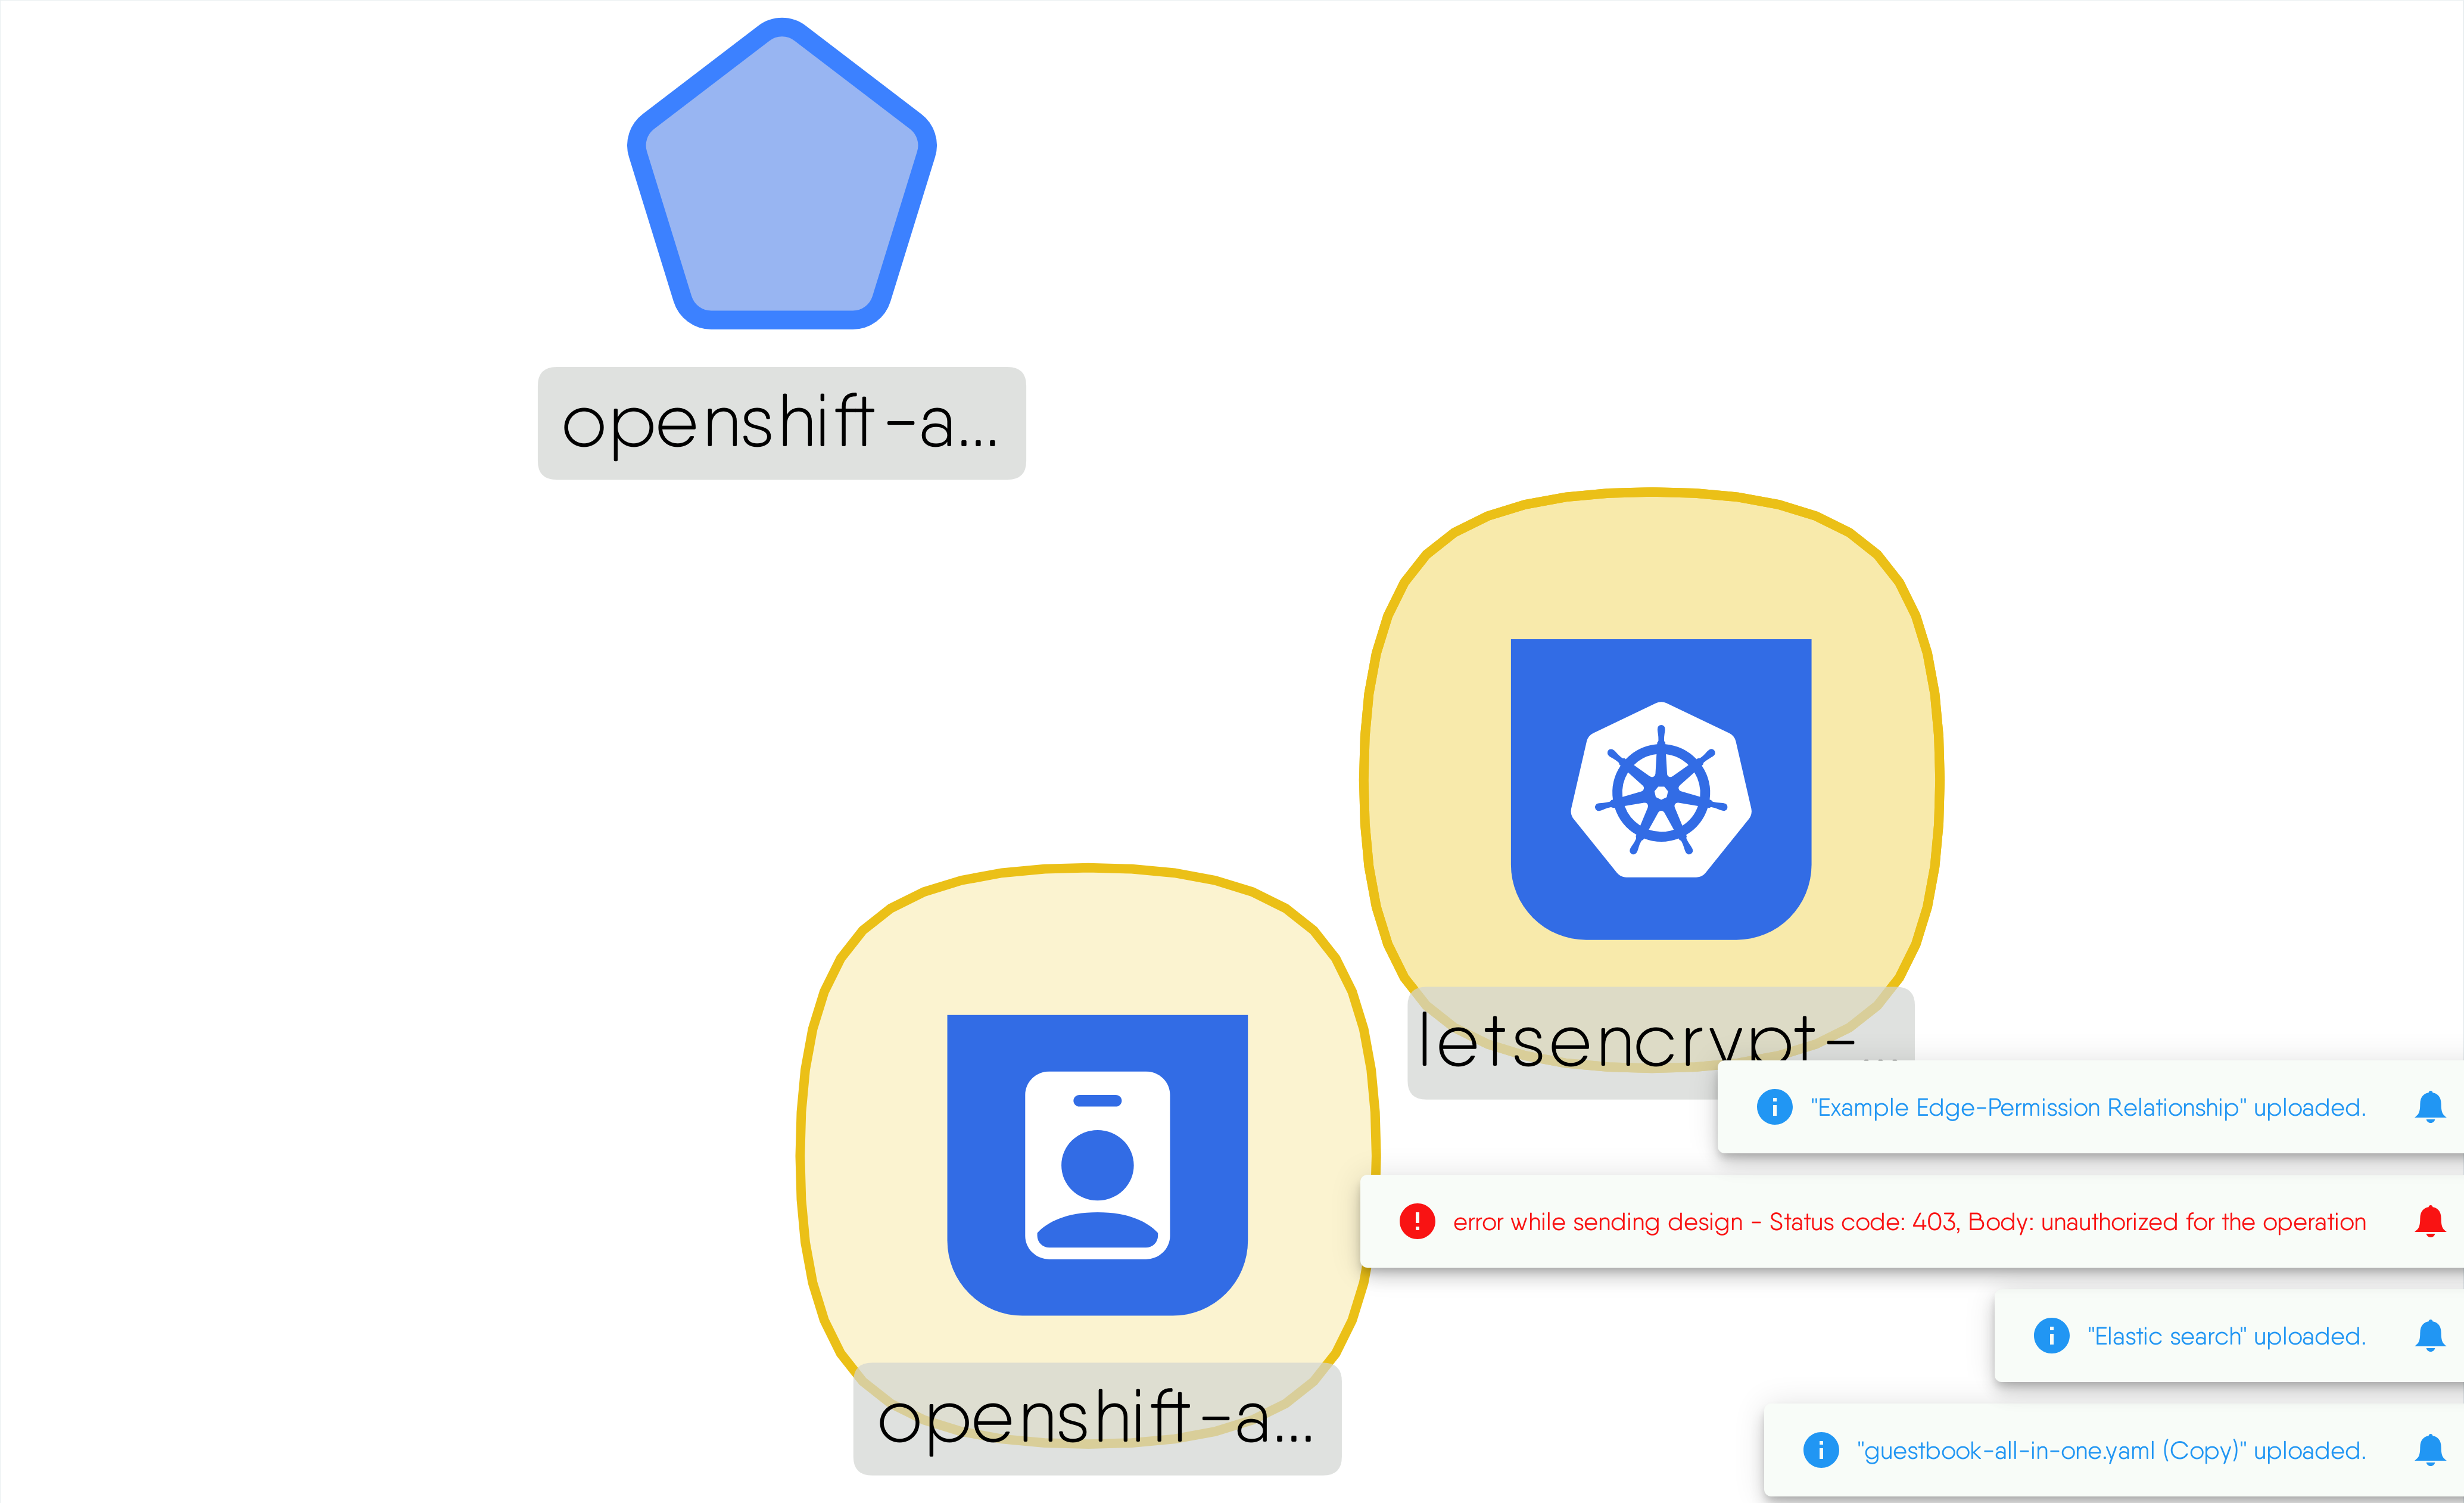 openshift-a...
letsencrypt-...
"Example Edge-Permission Relationship" uploaded.
error while sending design - Status code: 403, Body: unauthorized for the operation
"Elastic search" uploaded.
openshift-a...
"guestbook-all-in-one.yaml (Copy)" uploaded.